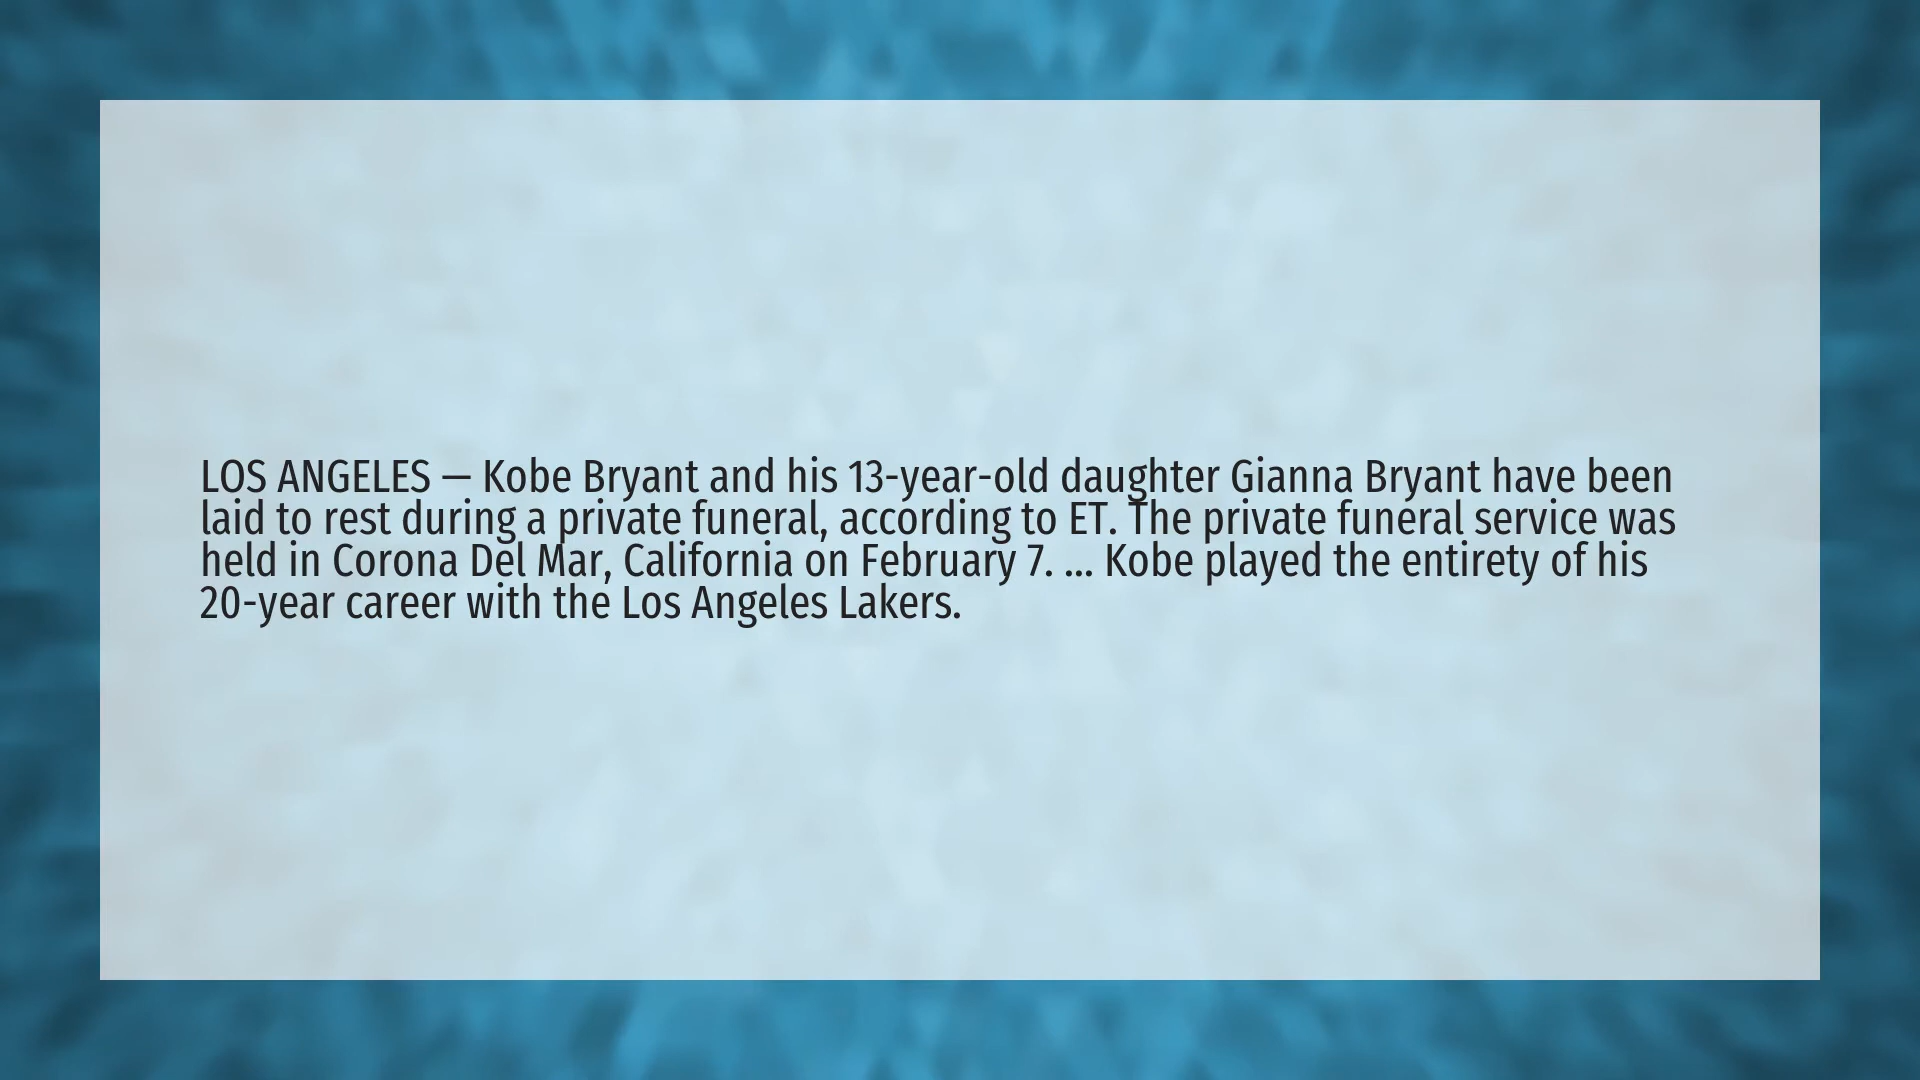 LOS ANGELES — Kobe Bryant and his 13-year-old daughter Gianna Bryant have been
laid to rest during a private funeral, according to ET. The private funeral service was
held in Corona Del Mar, California on February 7. ... Kobe played the entirety of his
20-year career with the Los Angeles Lakers.